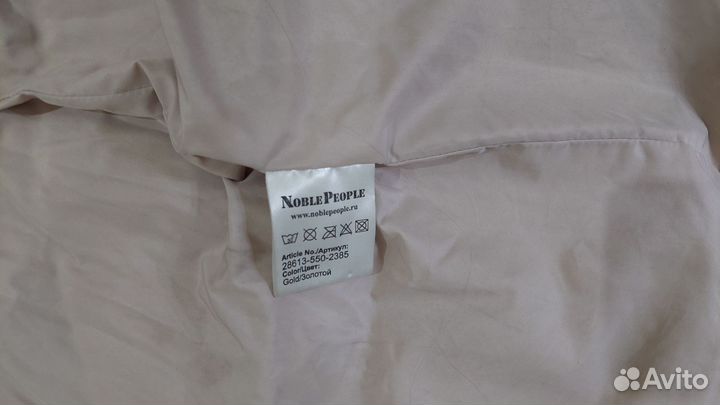 NOBLEPEOPLE
www.noblepeople.ru
Article No./Артикул:
28613-550-2385
Color/Цвет:
Gold/Золотой
Avito